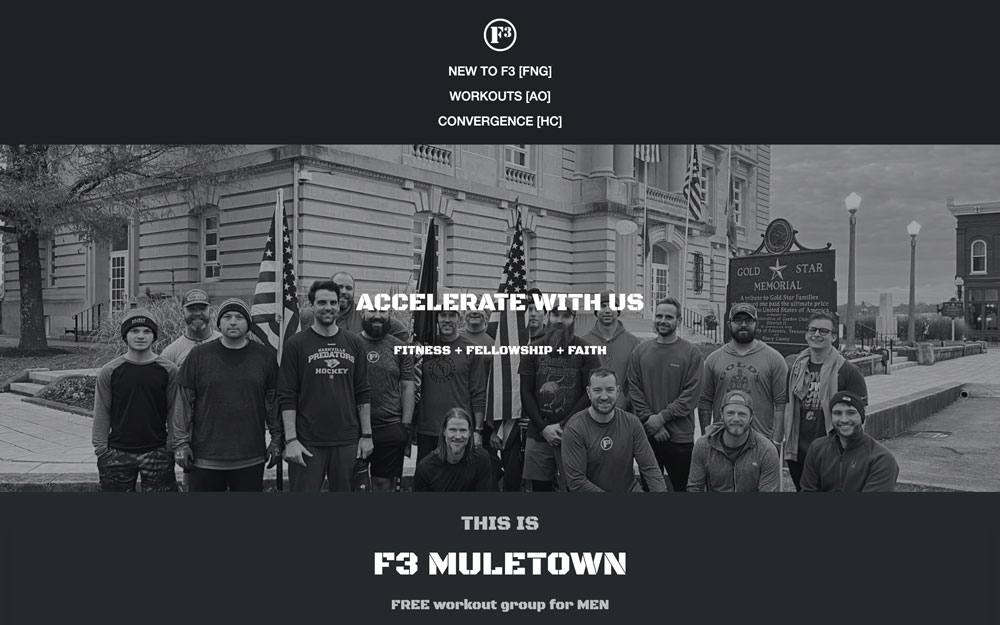 F3
NEW TO F3 [FNG]
WORKOUTS [AO]
CONVERGENCE [HC]
GOLD STAR
MEMORIAL
A tribute to Gold Star Families
paid the ultimate price
United States of America
NASHVILLE
PREDATORS
HOCKEY
F3
F3
ACCELERATE WITH US
FITNESS + FELLOWSHIP + FAITH
THIS IS
F3 MULETOWN
FREE workout group for MEN